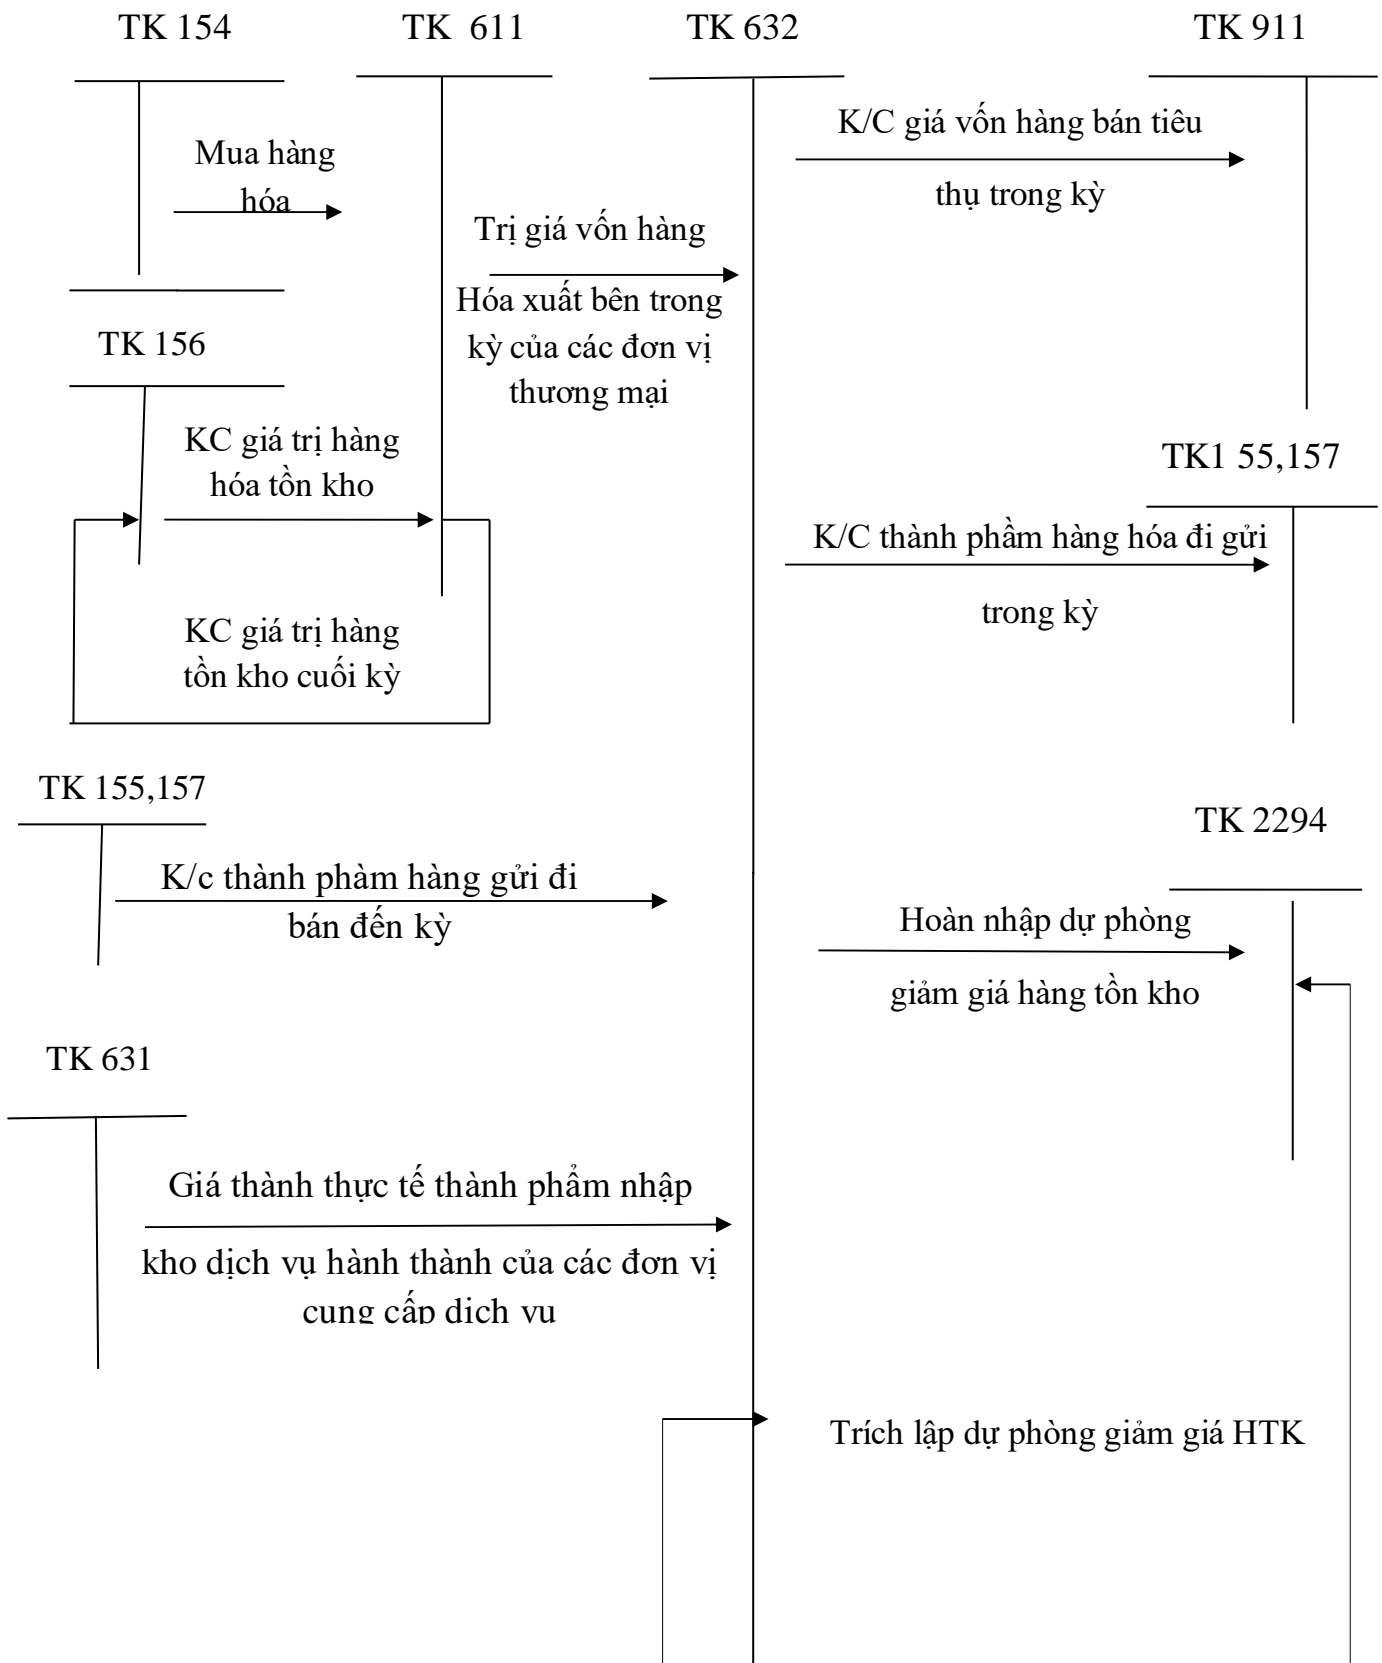 TK 154
TK 611
TK 632
TK 911
K/C giá vốn hàng bán tiêu
thụ trong kỳ
Mua hàng
hóa
Trị giá vốn hàng
Hóa xuất bên trong
kỳ của các đơn vị
thương mại
TK 156
KC giá trị hàng
hóa tồn kho
TK1 55,157
K/C thành phầm hàng hóa đi gửi
trong kỳ
KC giá trị hàng
tồn kho cuối kỳ
TK 155,157
TK 2294
K/c thành phàm hàng gửi đi
bán đến kỳ
Hoàn nhập dự phòng
giảm giá hàng tồn kho
TK 631
Giá thành thực tế thành phẩm nhập
kho dịch vụ hành thành của các đơn vị
cung cấp dịch vụ
Trích lập dự phòng giảm giá HTK